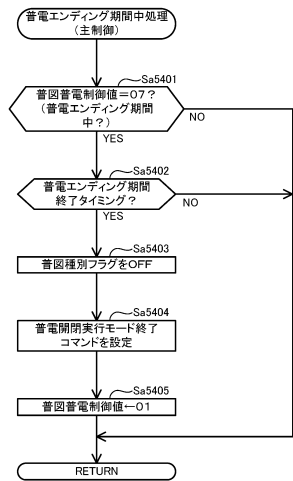 普電エンディング期間中処理
(主制御)
Sa5401
普図普電制御値=07?
(普電エンディング期間
中?)
NO
YES
Sa5402
普電エンディング期間
終了タイミング?
NO
YES
Sa5403
普図種別フラグをOFF
Sa5404
普電開閉実行モード終了
コマンドを設定
Sa5405
普図普電制御値←01
RETURN